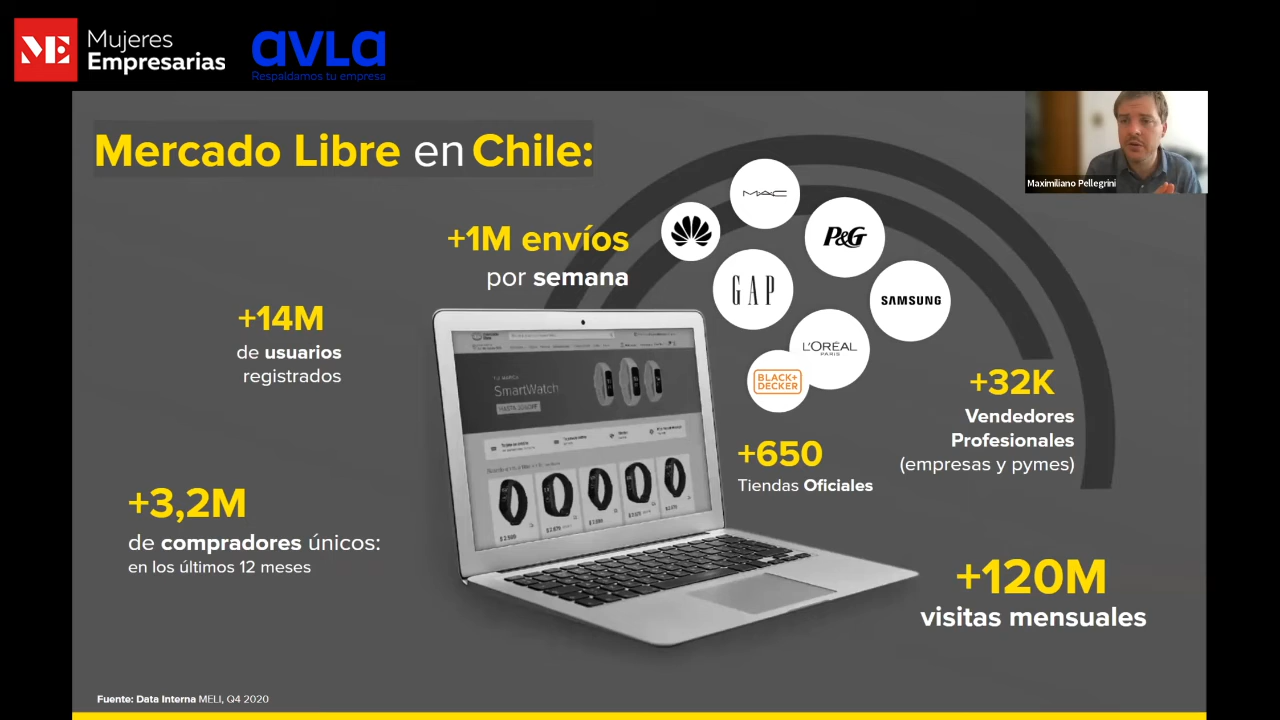 Mujeres
Empresarias
avla
Respaldamos tu empresa
Mercado Libre en Chile:
Maximiliano Pellegrini
+1M envíos
por semana
MAC
P&G
GAP
SAMSUNG
L'ORÉAL
PARIS
BLACK+
DECKER
+14M
de usuarios
registrados
SmartWatch
+32K
Vendedores
Profesionales
(empresas y pymes)
+650
Tiendas Oficiales
+3,2M
de compradores únicos:
en los últimos 12 meses
+120M
visitas mensuales
Fuente: Data Interna MELI, Q4 2020